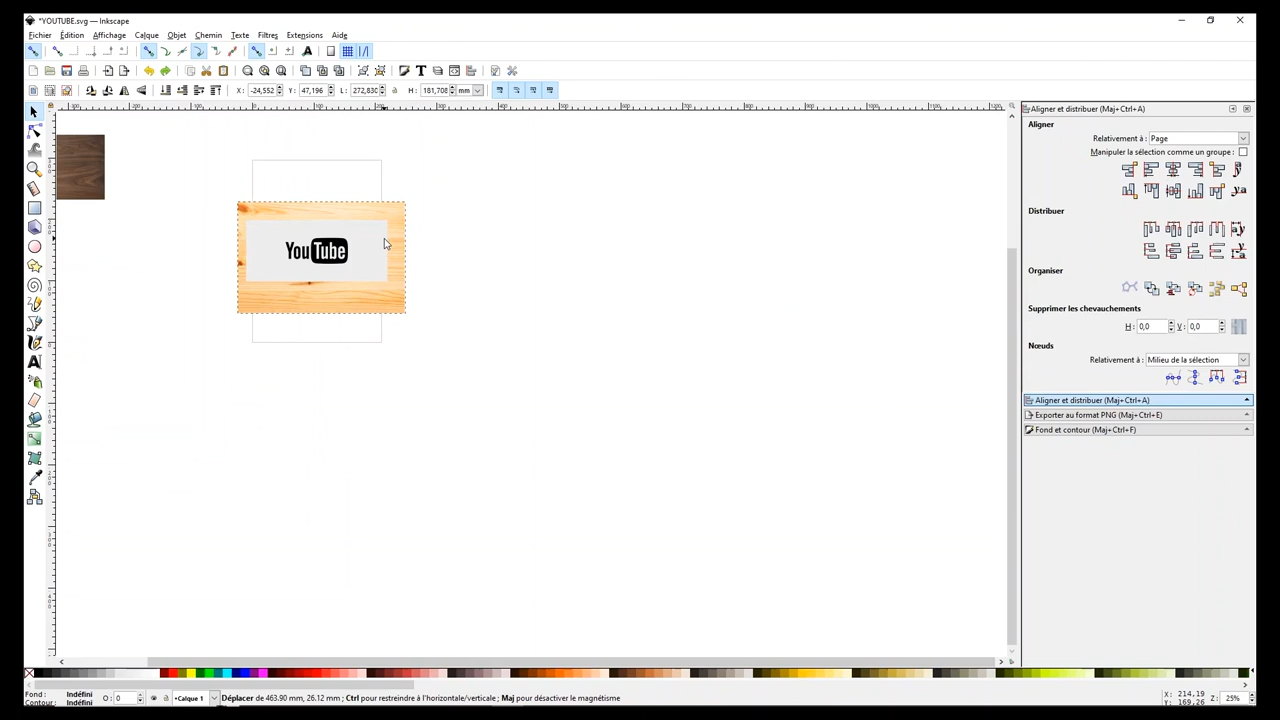 *YOUTUBE.svg — Inkscape
Fichier Édition Affichage Calque Objet Chemin Texte Filtres Extensions Aide
X: -24,552 Y: 47,196 L: 272,830 H: 181,708 mm
Aligner et distribuer (Maj+Ctrl+A)
Aligner
Relativement à : Page
Manipuler la sélection comme un groupe :
Distribuer
Organiser
Supprimer les chevauchements
H: 0,0 V: 0,0
Nœuds
Relativement à : Milieu de la sélection
Aligner et distribuer (Maj+Ctrl+A)
Exporter au format PNG (Maj+Ctrl+E)
Fond et contour (Maj+Ctrl+F)
YouTube
Fond : Indéfini
Contour : Indéfini
O: 0
•Calque 1
Déplacer de 463.90 mm, 26.12 mm ; Ctrl pour restreindre à l'horizontale/verticale ; Maj pour désactiver le magnétisme
X: 214,19
Y: 169,26
Z: 25%